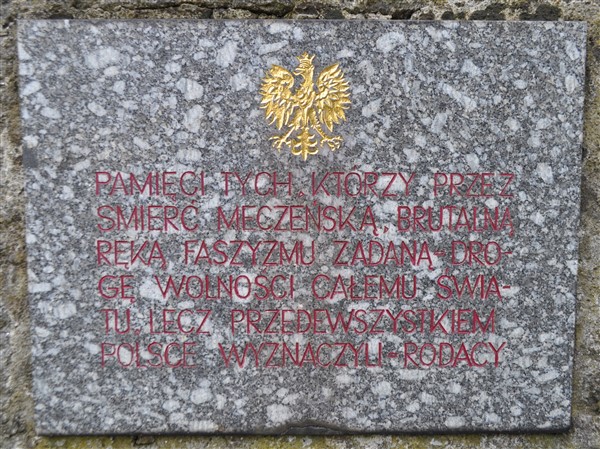 PAMIĘCI TYCH, KTÓRZY PRZEZ
ŚMIERĆ MĘCZEŃSKĄ, BRUTALNĄ
RĘKĄ FASZYZMU ZADANĄ-DRO-
GĘ WOLNOŚCI CAŁEMU ŚWIA-
TU, LECZ PRZEDEWSZYSTKIEM
POLSCE WYZNACZYLI-RODACY